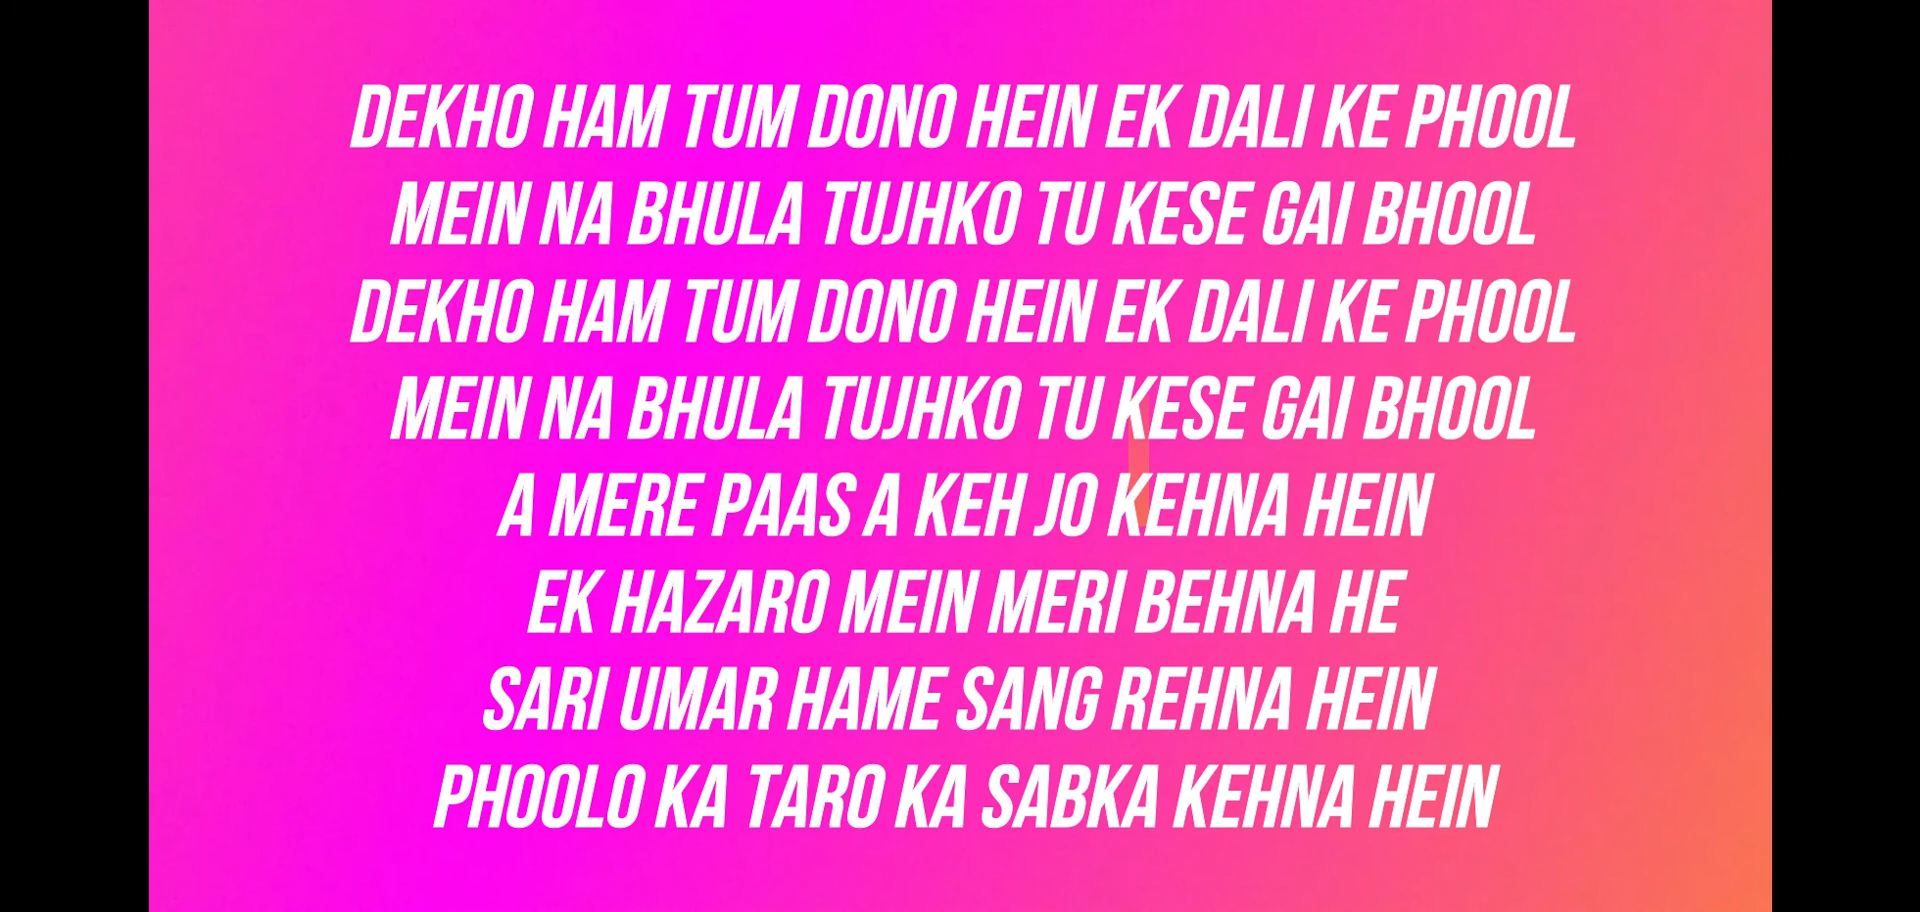 DEKHO HAM TUM DONO HEIN EK DALI KE PHOOL
MEIN NA BHULA TUJHKO TU KESE GAI BHOOL
DEKHO HAM TUM DONO HEIN EK DALI KE PHOOL
MEIN NA BHULA TUJHKO TU KESE GAI BHOOL
A MERE PAAS A KEH JO KEHNA HEIN
EK HAZARO MEIN MERI BEHNA HE
SARI UMAR HAME SANG REHNA HEIN
PHOOLO KA TARO KA SABKA KEHNA HEIN